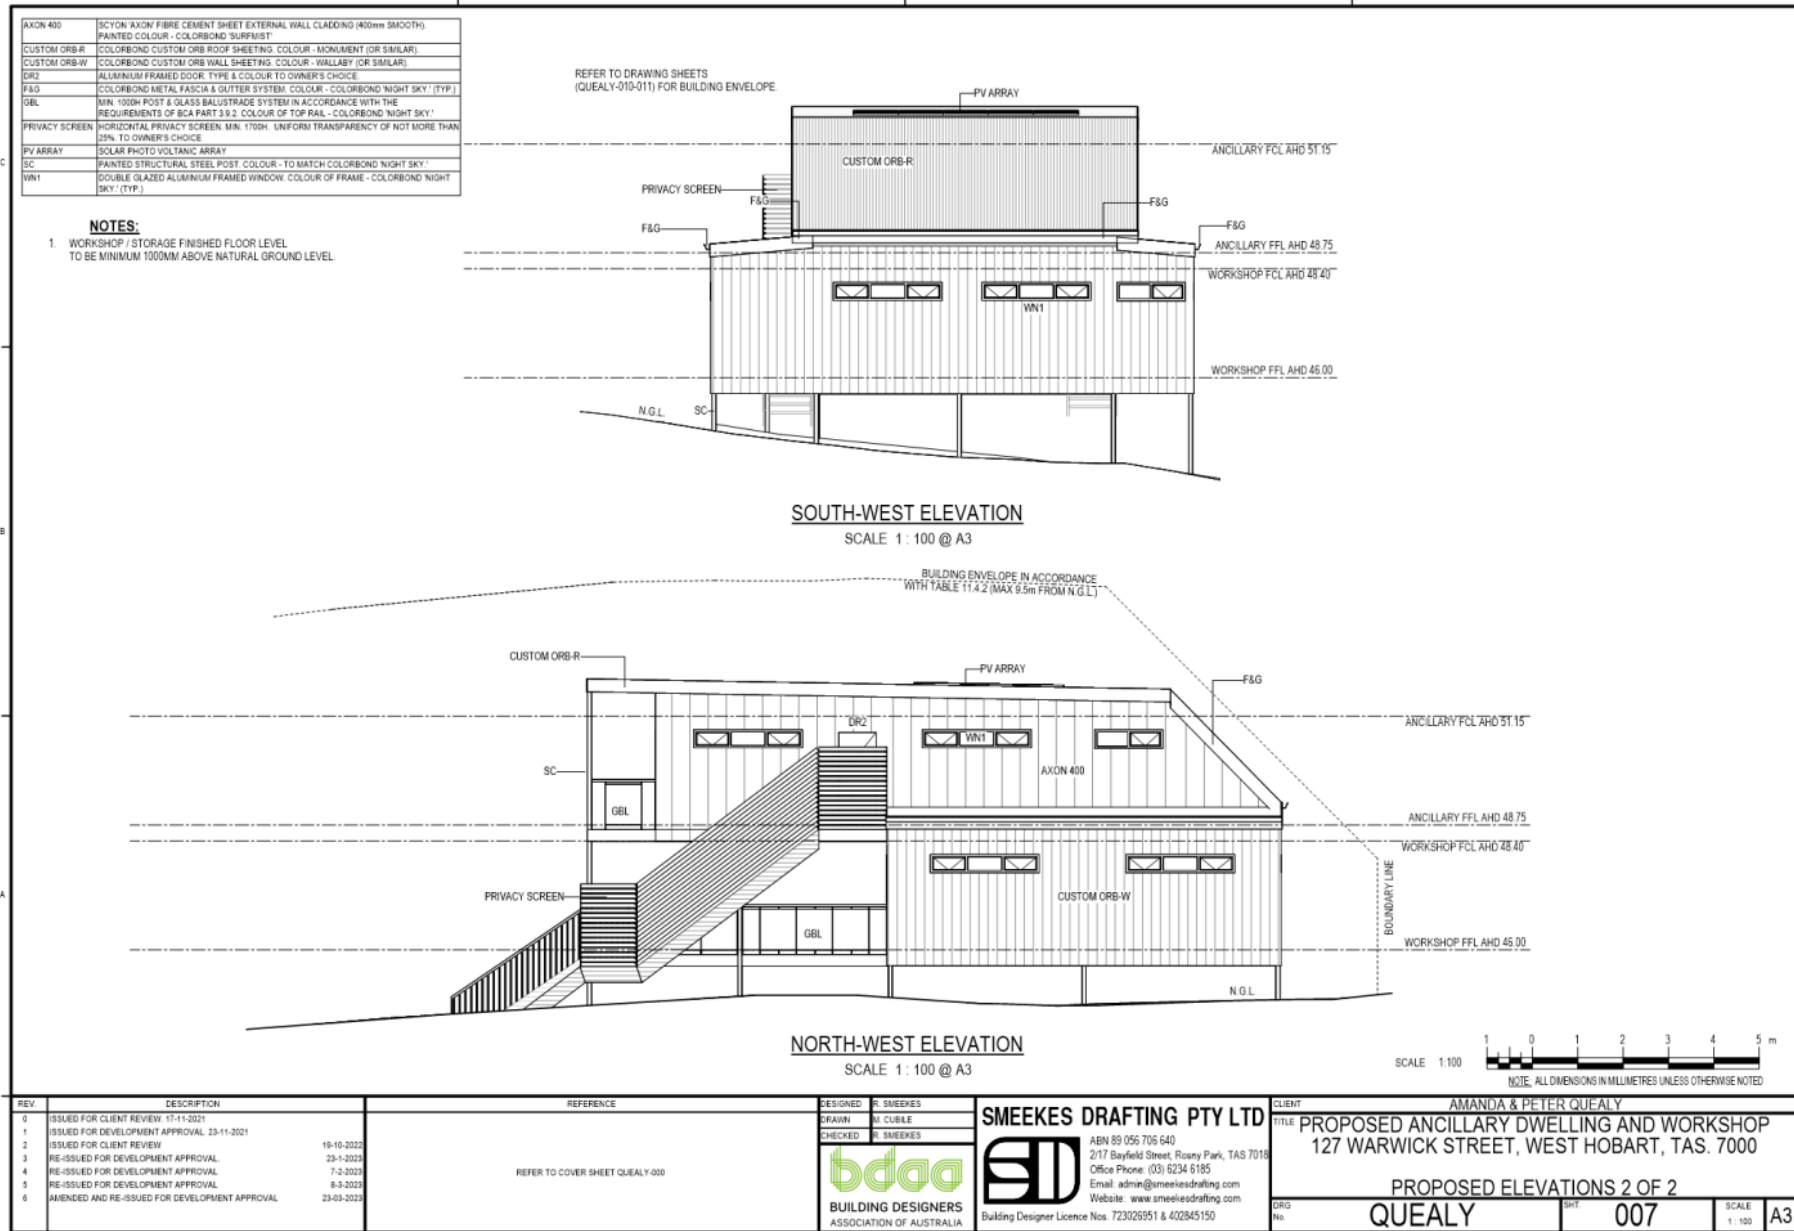 AXON 400 SCYON 'AXON' FIBRE CEMENT SHEET EXTERNAL WALL CLADDING (400mm SMOOTH).
PAINTED COLOUR - COLORBOND 'SURFMIST'
CUSTOM ORB-R COLORBOND CUSTOM ORB ROOF SHEETING. COLOUR - MONUMENT (OR SIMILAR).
CUSTOM ORB-W COLORBOND CUSTOM ORB WALL SHEETING. COLOUR - WALLABY (OR SIMILAR).
DR2 ALUMINIUM FRAMED DOOR. TYPE & COLOUR TO OWNER'S CHOICE.
F&G COLORBOND METAL FASCIA & GUTTER SYSTEM. COLOUR - COLORBOND 'NIGHT SKY.' (TYP.)
GBL MIN. 1000H POST & GLASS BALUSTRADE SYSTEM IN ACCORDANCE WITH THE
REQUIREMENTS OF BCA PART 3.9.2. COLOUR OF TOP RAIL - COLORBOND 'NIGHT SKY.'
PRIVACY SCREEN HORIZONTAL PRIVACY SCREEN. MIN. 1700H. UNIFORM TRANSPARENCY OF NOT MORE THAN
25%. TO OWNER'S CHOICE
PV ARRAY SOLAR PHOTO VOLTANIC ARRAY
SC PAINTED STRUCTURAL STEEL POST. COLOUR - TO MATCH COLORBOND 'NIGHT SKY.'
WN1 DOUBLE GLAZED ALUMINIUM FRAMED WINDOW. COLOUR OF FRAME - COLORBOND 'NIGHT
SKY.' (TYP.)
NOTES:
1. WORKSHOP / STORAGE FINISHED FLOOR LEVEL
TO BE MINIMUM 1000MM ABOVE NATURAL GROUND LEVEL.
REFER TO DRAWING SHEETS
(QUEALY-010-011) FOR BUILDING ENVELOPE.
PV ARRAY
ANCILLARY FCL AHD 51.15
CUSTOM ORB-R
PRIVACY SCREEN
F&G
F&G
F&G
F&G
ANCILLARY FFL AHD 48.75
WORKSHOP FCL AHD 48.40
WN1
WORKSHOP FFL AHD 46.00
N.G.L.
SC
SOUTH-WEST ELEVATION
SCALE 1 : 100 @ A3
BUILDING ENVELOPE IN ACCORDANCE
WITH TABLE 11.4.2 (MAX 9.5m FROM N.G.L.)
CUSTOM ORB-R
PV ARRAY
F&G
ANCILLARY FCL AHD 51.15
DR2
WN1
SC
AXON 400
GBL
ANCILLARY FFL AHD 48.75
WORKSHOP FCL AHD 48.40
BOUNDARY LINE
PRIVACY SCREEN
CUSTOM ORB-W
GBL
WORKSHOP FFL AHD 46.00
N.G.L.
NORTH-WEST ELEVATION
SCALE 1 : 100 @ A3
SCALE 1:100
1 0 1 2 3 4 5 m
NOTE: ALL DIMENSIONS IN MILLIMETRES UNLESS OTHERWISE NOTED
REV. DESCRIPTION
0 ISSUED FOR CLIENT REVIEW. 17-11-2021
1 ISSUED FOR DEVELOPMENT APPROVAL. 23-11-2021
2 ISSUED FOR CLIENT REVIEW 19-10-2022
3 RE-ISSUED FOR DEVELOPMENT APPROVAL. 23-1-2023
4 RE-ISSUED FOR DEVELOPMENT APPROVAL 7-2-2023
5 RE-ISSUED FOR DEVELOPMENT APPROVAL 8-3-2023
6 AMENDED AND RE-ISSUED FOR DEVELOPMENT APPROVAL 23-03-2023
REFERENCE
REFER TO COVER SHEET QUEALY-000
DESIGNED R. SMEEKES
DRAWN M. CUBILE
CHECKED R. SMEEKES
bdaa
BUILDING DESIGNERS
ASSOCIATION OF AUSTRALIA
SMEEKES DRAFTING PTY LTD
SD
ABN 89 056 706 640
2/17 Bayfield Street, Rosny Park, TAS 7018
Office Phone: (03) 6234 6185
Email: admin@smeekesdrafting.com
Website: www.smeekesdrafting.com
Building Designer Licence Nos. 723026951 & 402845150
CLIENT AMANDA & PETER QUEALY
TITLE PROPOSED ANCILLARY DWELLING AND WORKSHOP
127 WARWICK STREET, WEST HOBART, TAS. 7000
PROPOSED ELEVATIONS 2 OF 2
DRG No. QUEALY
SHT. 007
SCALE 1 : 100
A3
C
B
A